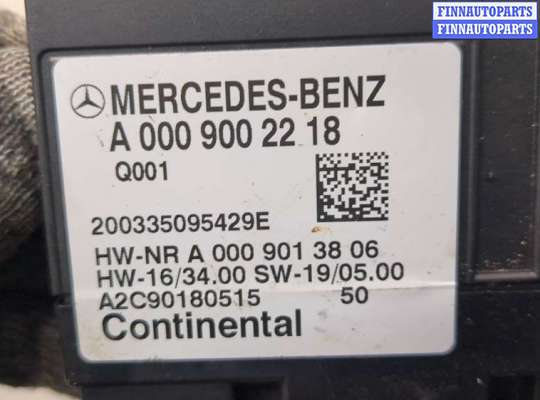 FINNAUTOPARTS
FINNAUTOPARTS
MERCEDES-BENZ
A 000 900 22 18
Q001
200335095429E
HW-NR A 000 901 38 06
HW-16/34.00 SW-19/05.00
A2C90180515 50
Continental